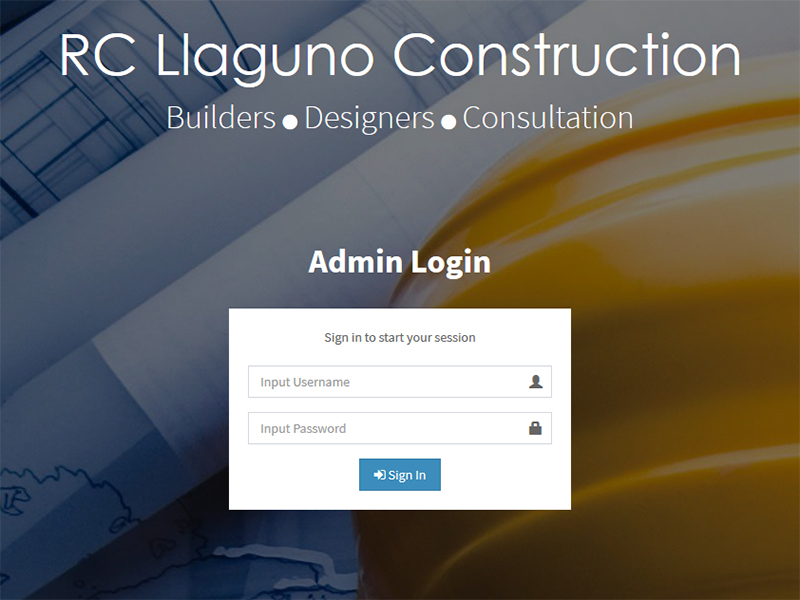 RC Llaguno Construction
Builders ● Designers ● Consultation
Admin Login
Sign in to start your session
Input Username
Input Password
Sign In